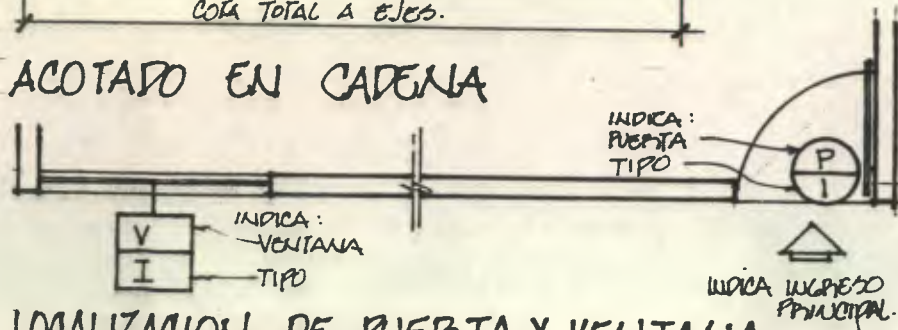 COTA TOTAL A EJES.
ACOTADO EN CADENA
INDICA:
PUERTA
TIPO
P
1
V
I
INDICA:
VENTANA
TIPO
INDICA INGRESO
PRINCIPAL.
LOCALIZACION DE PUERTA Y VENTANA